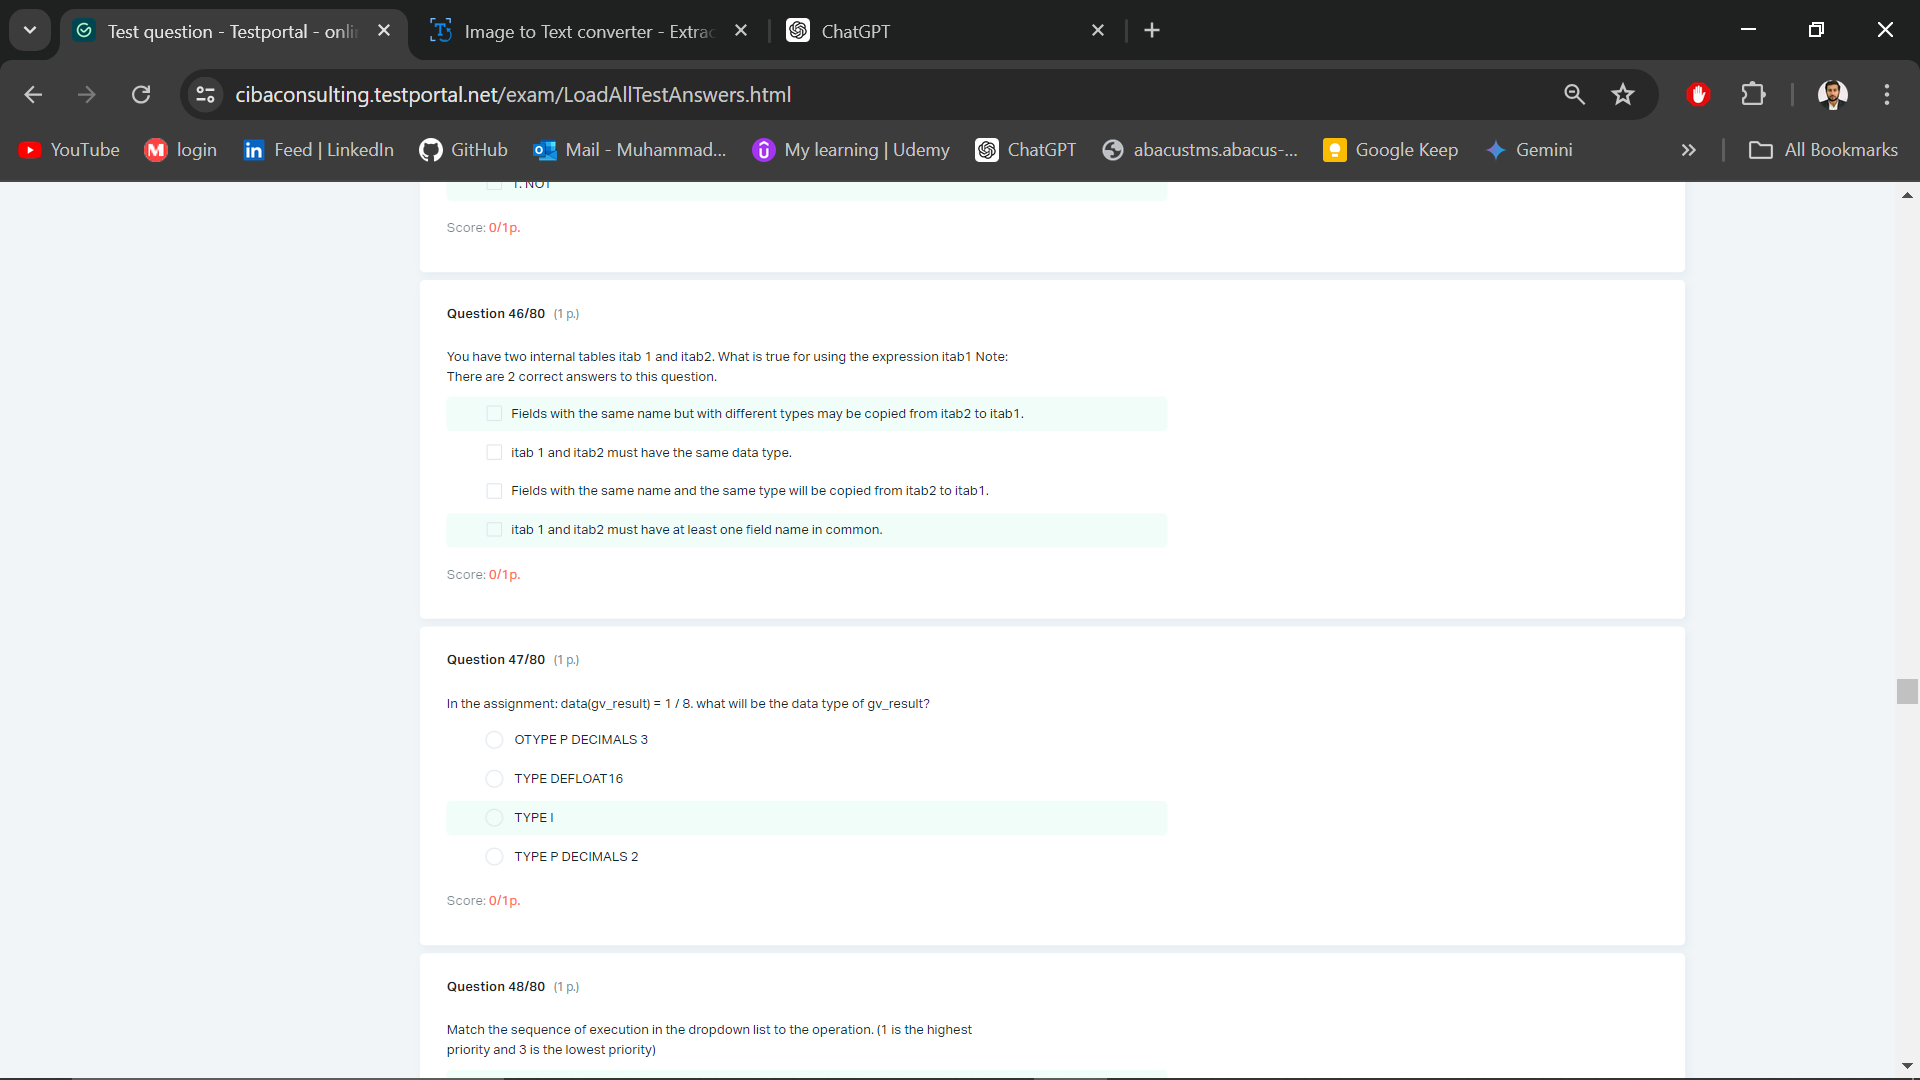 Test question - Testportal - onlin
Image to Text converter - Extrac
ChatGPT
cibaconsulting.testportal.net/exam/LoadAllTestAnswers.html
YouTube
login
Feed | LinkedIn
GitHub
Mail - Muhammad...
My learning | Udemy
ChatGPT
abacustms.abacus-...
Google Keep
Gemini
All Bookmarks
1. NOT
Score: 0/1p.
Question 46/80 (1 p.)
You have two internal tables itab 1 and itab2. What is true for using the expression itab1 Note:
There are 2 correct answers to this question.
Fields with the same name but with different types may be copied from itab2 to itab1.
itab 1 and itab2 must have the same data type.
Fields with the same name and the same type will be copied from itab2 to itab1.
itab 1 and itab2 must have at least one field name in common.
Score: 0/1p.
Question 47/80 (1 p.)
In the assignment: data(gv_result) = 1 / 8. what will be the data type of gv_result?
OTYPE P DECIMALS 3
TYPE DEFLOAT16
TYPE I
TYPE P DECIMALS 2
Score: 0/1p.
Question 48/80 (1 p.)
Match the sequence of execution in the dropdown list to the operation. (1 is the highest
priority and 3 is the lowest priority)